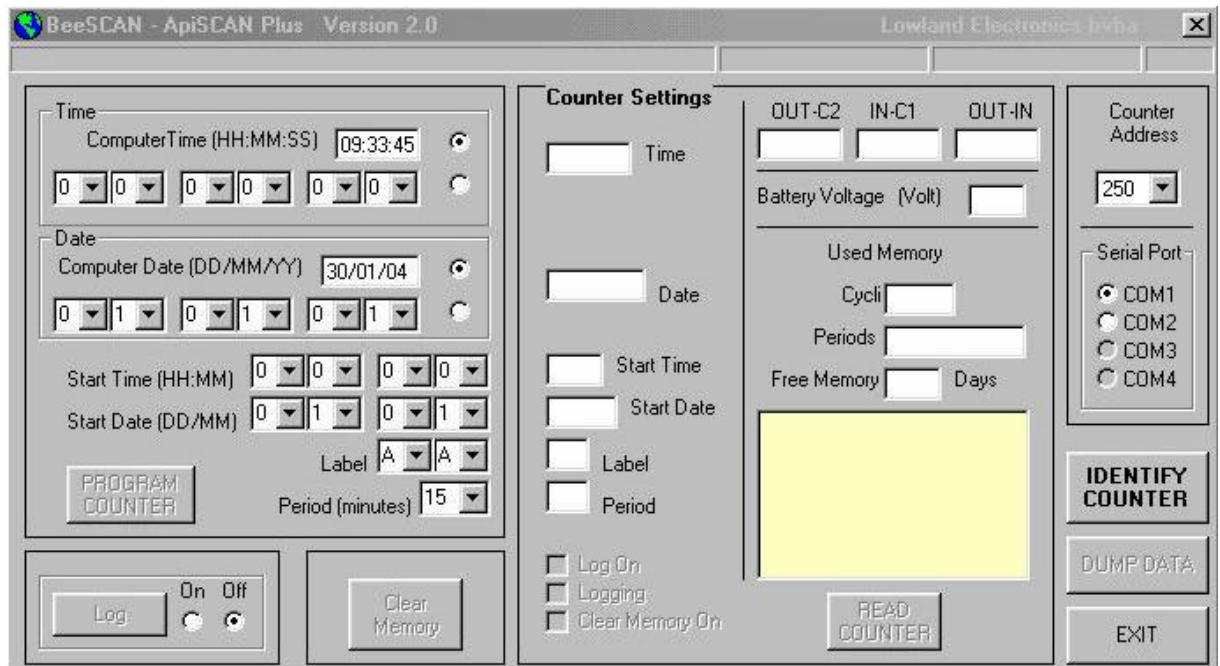 BeeSCAN - ApiSCAN Plus Version 2.0
Lowland Electronics bvba
Time
ComputerTime (HH:MM:SS) 09:33:45
0 0 0 0 0 0
Date
Computer Date (DD/MM/YY) 30/01/04
0 1 0 1 0 1
Start Time (HH:MM) 0 0 0 0
Start Date (DD/MM) 0 1 0 1
Label A A
Period (minutes) 15
PROGRAM
COUNTER
On Off
Log
Clear
Memory
Counter Settings
Time
Date
Start Time
Start Date
Label
Period
Log On
Logging
Clear Memory On
OUT-C2 IN-C1 OUT-IN
Battery Voltage (Volt)
Used Memory
Cycli
Periods
Free Memory Days
READ
COUNTER
Counter
Address
250
Serial Port
COM1
COM2
COM3
COM4
IDENTIFY
COUNTER
DUMP DATA
EXIT